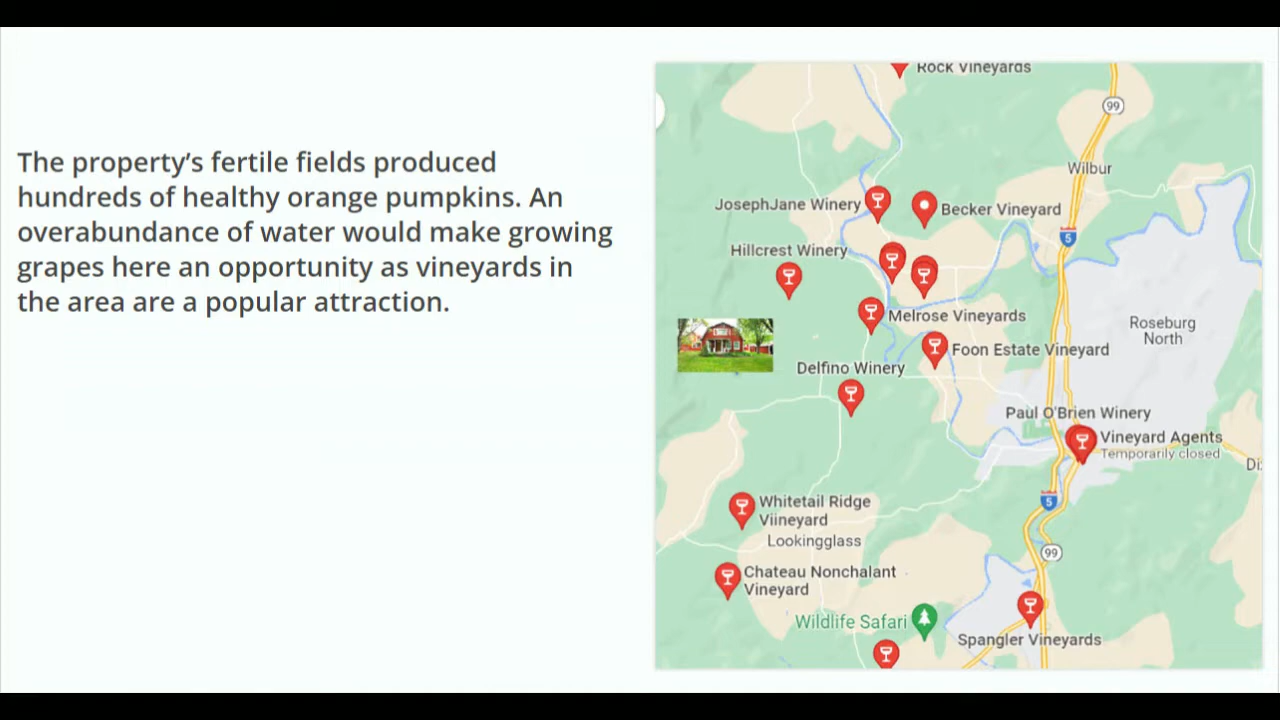 The property’s fertile fields produced
hundreds of healthy orange pumpkins. An
overabundance of water would make growing
grapes here an opportunity as vineyards in
the area are a popular attraction.
Rock Vineyards
99
Wilbur
JosephJane Winery
Becker Vineyard
5
Hillcrest Winery
Melrose Vineyards
Roseburg
North
Foon Estate Vineyard
Delfino Winery
Paul O'Brien Winery
Vineyard Agents
Temporarily closed
Whitetail Ridge
Viineyard
5
Lookingglass
99
Chateau Nonchalant
Vineyard
Wildlife Safari
Spangler Vineyards